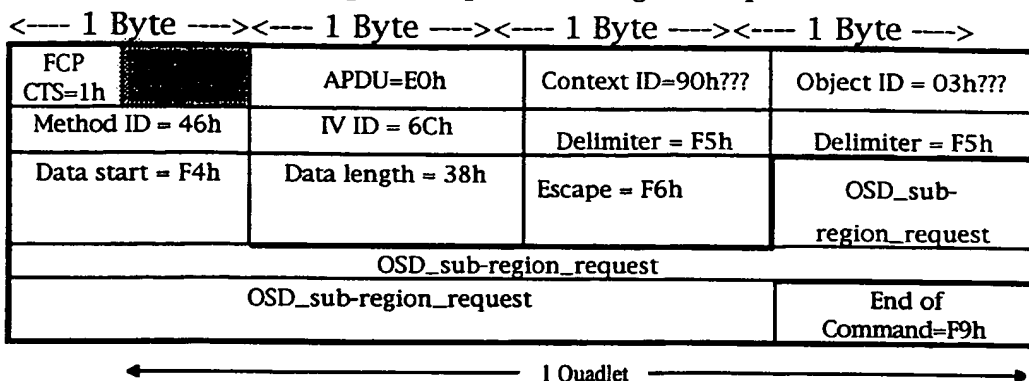 <---- 1 Byte ----><---- 1 Byte ----><---- 1 Byte ----><---- 1 Byte ---->
FCP
CTS=1h
APDU=E0h
Context ID=90h???
Object ID = 03h???
Method ID = 46h
IV ID = 6Ch
Delimiter = F5h
Delimiter = F5h
Data start = F4h
Data length = 38h
Escape = F6h
OSD_sub-
region_request
OSD_sub-region_request
OSD_sub-region_request
End of
Command=F9h
1 Quadlet